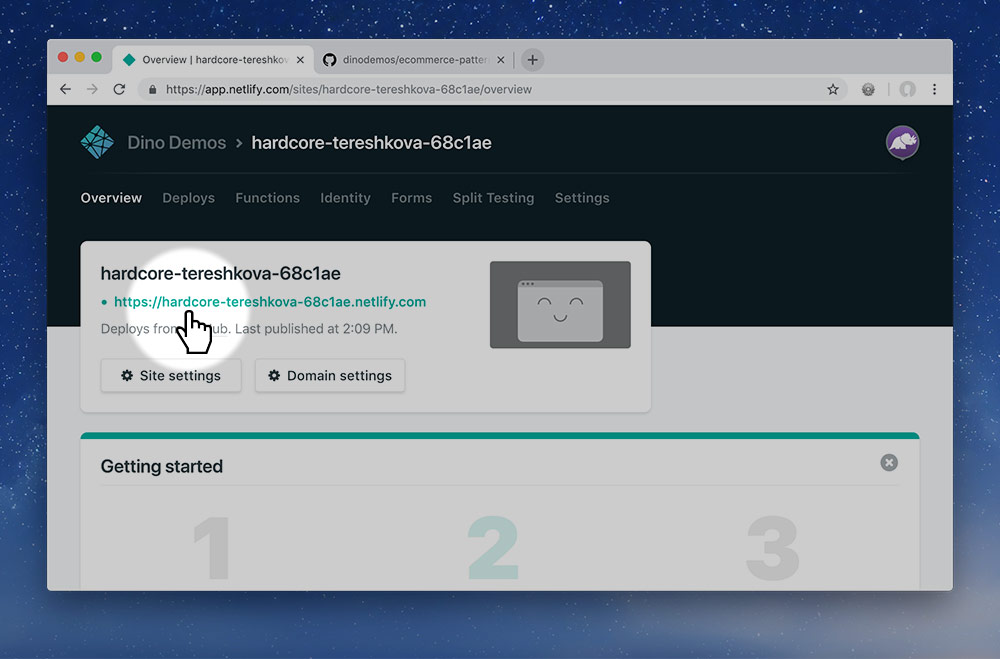 Overview | hardcore-tereshkov
dinodemos/ecommerce-patter
https://app.netlify.com/sites/hardcore-tereshkova-68c1ae/overview
Dino Demos > hardcore-tereshkova-68c1ae
Overview Deploys Functions Identity Forms Split Testing Settings
hardcore-tereshkova-68c1ae
• https://hardcore-tereshkova-68c1ae.netlify.com
Deploys from ub. Last published at 2:09 PM.
Site settings Domain settings
Getting started
1 2 3